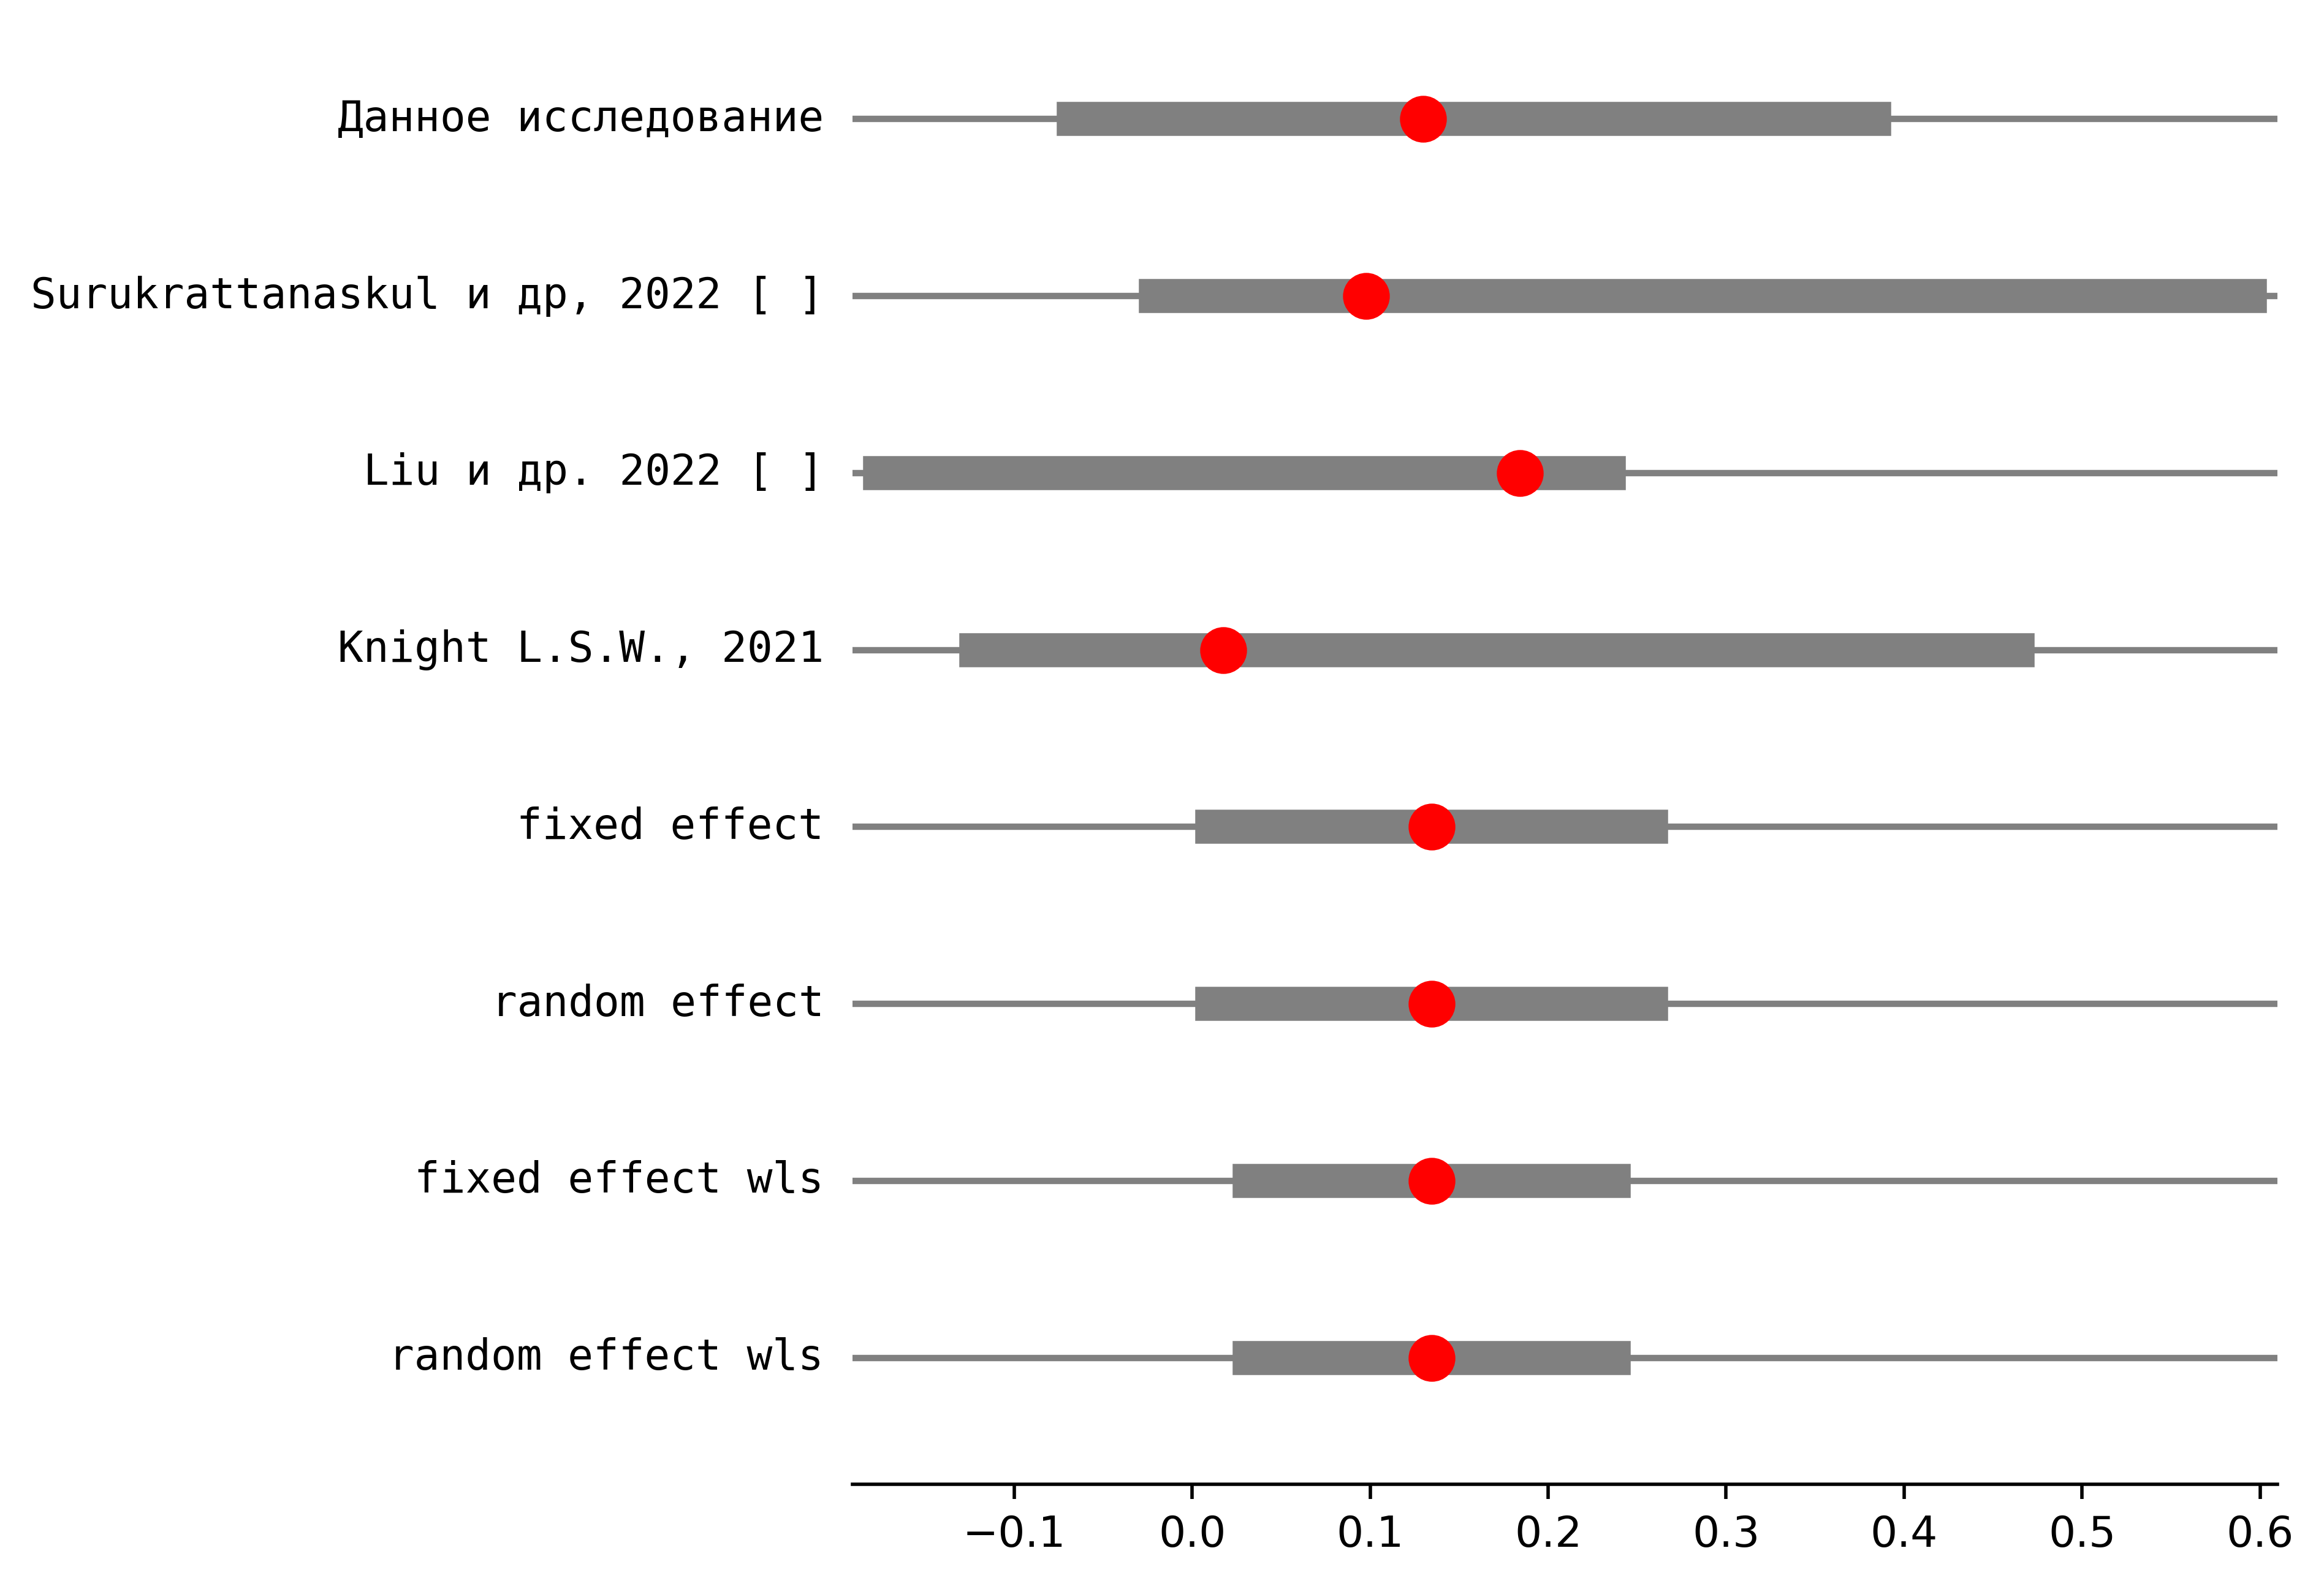 Данное исследование
Surukrattanaskul и др, 2022 [ ]
Liu и др. 2022 [ ]
Knight L.S.W., 2021
fixed effect
random effect
fixed effect wls
random effect wls
−0.1 0.0 0.1 0.2 0.3 0.4 0.5 0.6